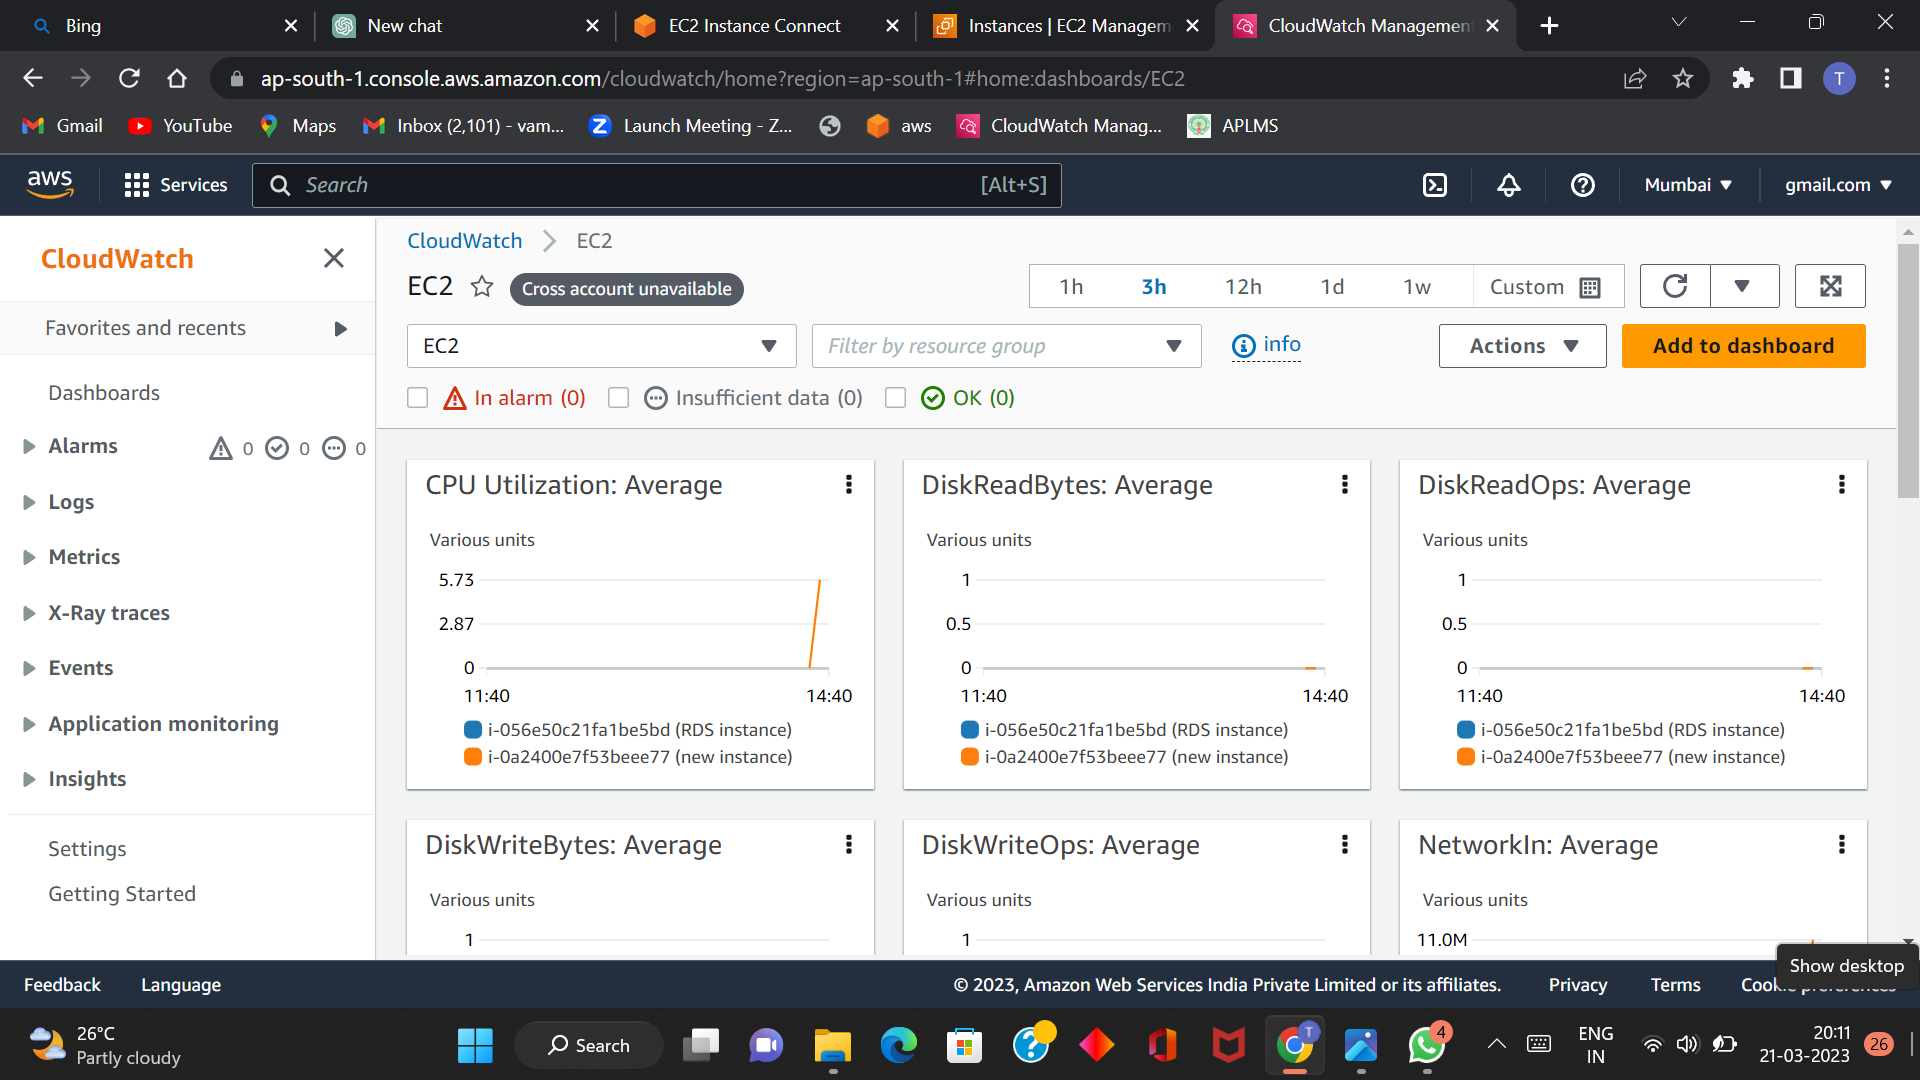 Bing
New chat
EC2 Instance Connect
Instances | EC2 Managem
CloudWatch Management
ap-south-1.console.aws.amazon.com/cloudwatch/home?region=ap-south-1#home:dashboards/EC2
T
Gmail
YouTube
Maps
Inbox (2,101) - vam...
Launch Meeting - Z...
aws
CloudWatch Manag...
APLMS
aws
Services
Search
[Alt+S]
Mumbai
gmail.com
CloudWatch
Favorites and recents
Dashboards
Alarms 0 0 0
Logs
Metrics
X-Ray traces
Events
Application monitoring
Insights
Settings
Getting Started
CloudWatch > EC2
EC2 Cross account unavailable
1h 3h 12h 1d 1w Custom
EC2
Filter by resource group
info
Actions
Add to dashboard
In alarm (0) Insufficient data (0) OK (0)
CPU Utilization: Average
Various units
5.73
2.87
0
11:40 14:40
i-056e50c21fa1be5bd (RDS instance)
i-0a2400e7f53beee77 (new instance)
DiskReadBytes: Average
Various units
1
0.5
0
11:40 14:40
i-056e50c21fa1be5bd (RDS instance)
i-0a2400e7f53beee77 (new instance)
DiskReadOps: Average
Various units
1
0.5
0
11:40 14:40
i-056e50c21fa1be5bd (RDS instance)
i-0a2400e7f53beee77 (new instance)
DiskWriteBytes: Average
Various units
1
DiskWriteOps: Average
Various units
1
NetworkIn: Average
Various units
11.0M
Show desktop
Feedback
Language
© 2023, Amazon Web Services India Private Limited or its affiliates.
Privacy
Terms
26°C
Partly cloudy
Search
T
4
ENG
IN
20:11
21-03-2023
26